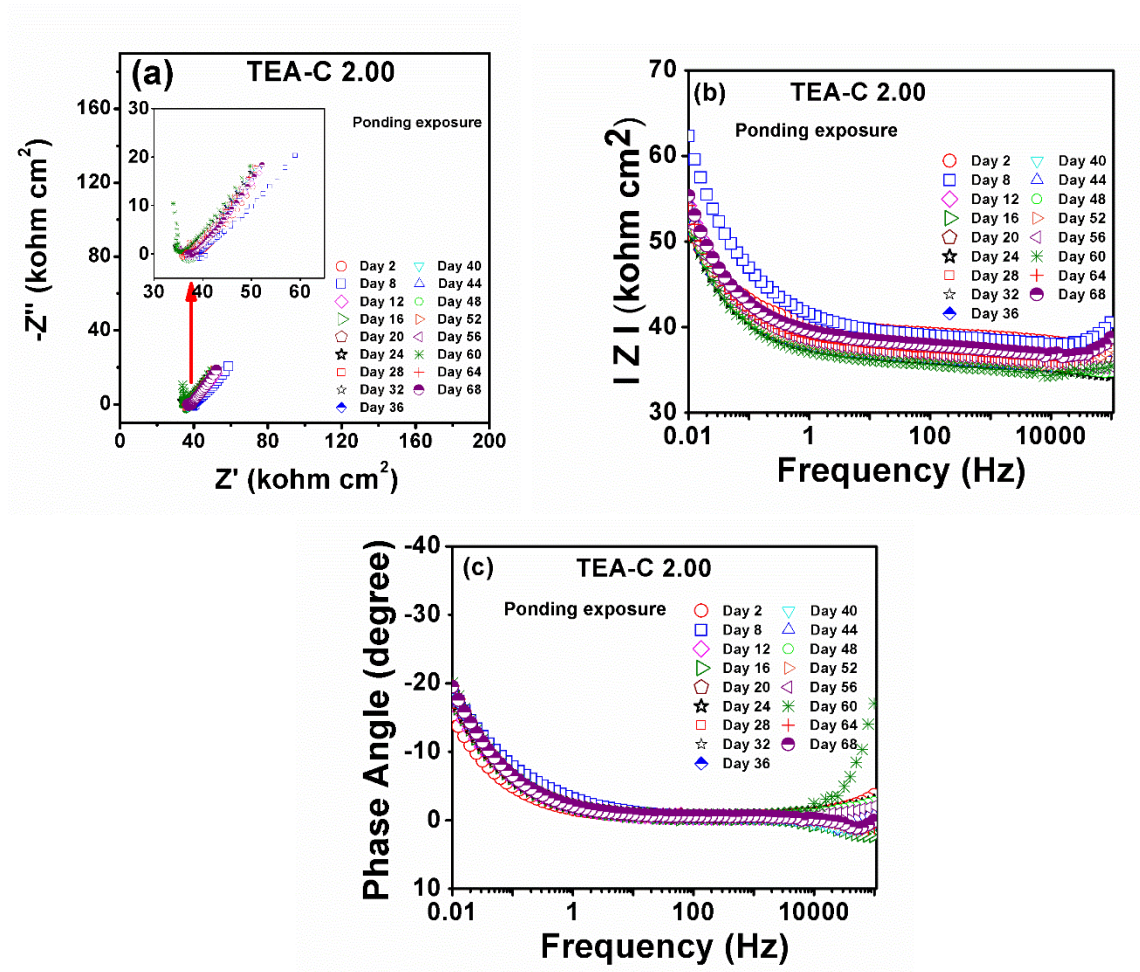 (a) TEA-C 2.00
Ponding exposure
-Z'' (kohm cm²)
180
160
120
80
40
0
30
20
10
0
30 40 50 60
Day 2 Day 40
Day 8 Day 44
Day 12 Day 48
Day 16 Day 52
Day 20 Day 56
Day 24 Day 60
Day 28 Day 64
Day 32 Day 68
Day 36
0 40 80 120 160 200
Z' (kohm cm²)
(b) TEA-C 2.00
Ponding exposure
I Z I (kohm cm²)
70
60
50
40
30
Day 2 Day 40
Day 8 Day 44
Day 12 Day 48
Day 16 Day 52
Day 20 Day 56
Day 24 Day 60
Day 28 Day 64
Day 32 Day 68
Day 36
0.01 1 100 10000
Frequency (Hz)
(c) TEA-C 2.00
Ponding exposure
Phase Angle (degree)
-40
-30
-20
-10
0
10
Day 2 Day 40
Day 8 Day 44
Day 12 Day 48
Day 16 Day 52
Day 20 Day 56
Day 24 Day 60
Day 28 Day 64
Day 32 Day 68
Day 36
0.01 1 100 10000
Frequency (Hz)